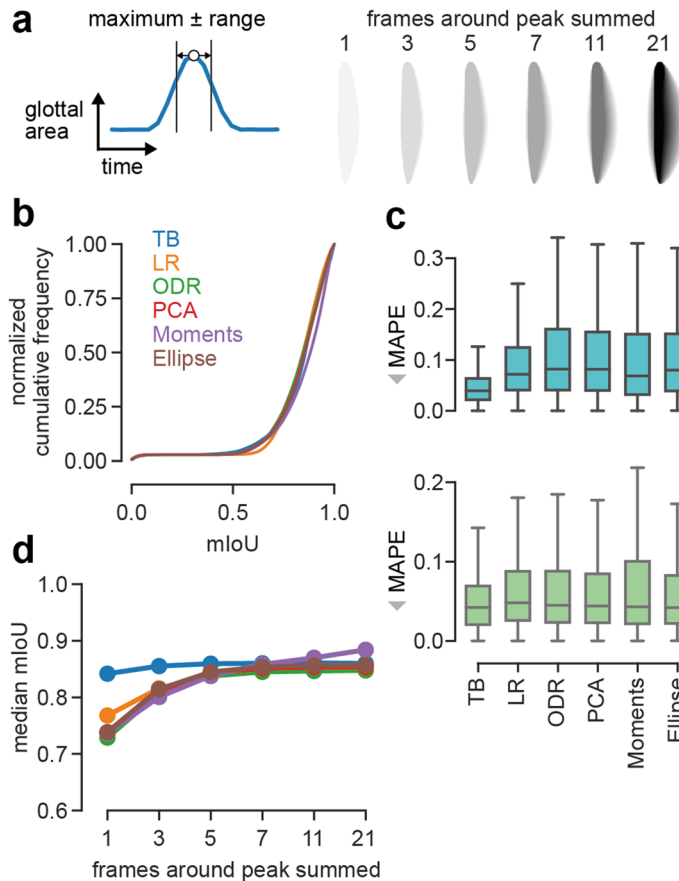 a
maximum ± range
glottal
area
time
frames around peak summed
1 3 5 7 11 21
b
normalized
cumulative frequency
1.00
0.75
0.50
0.25
0.00
TB
LR
ODR
PCA
Moments
Ellipse
0.0 0.5 1.0
mIoU
c
MAPE
0.3
0.2
0.1
0.0
MAPE
0.2
0.1
0.0
TB
LR
ODR
PCA
Moments
Ellipse
d
median mIoU
1.0
0.9
0.8
0.7
0.6
1 3 5 7 11 21
frames around peak summed